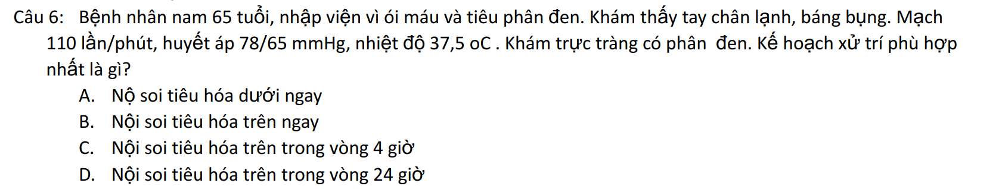 Câu 6: Bệnh nhân nam 65 tuổi, nhập viện vì ói máu và tiêu phân đen. Khám thấy tay chân lạnh, báng bụng. Mạch
110 lần/phút, huyết áp 78/65 mmHg, nhiệt độ 37,5 oC . Khám trực tràng có phân đen. Kế hoạch xử trí phù hợp
nhất là gì?
A. Nộ soi tiêu hóa dưới ngay
B. Nội soi tiêu hóa trên ngay
C. Nội soi tiêu hóa trên trong vòng 4 giờ
D. Nội soi tiêu hóa trên trong vòng 24 giờ